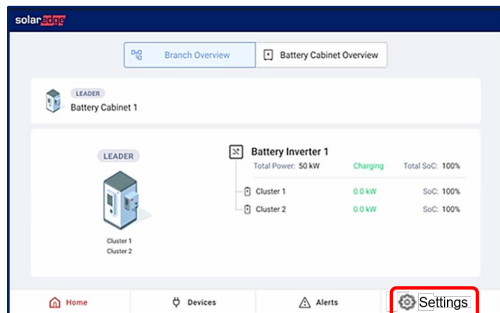 solaredge
Branch Overview
Battery Cabinet Overview
LEADER
Battery Cabinet 1
LEADER
Cluster 1
Cluster 2
Battery Inverter 1
Total Power: 50 kW Charging Total SoC: 100%
Cluster 1 0.0 kW SoC: 100%
Cluster 2 0.0 kW SoC: 100%
Home Devices Alerts Settings